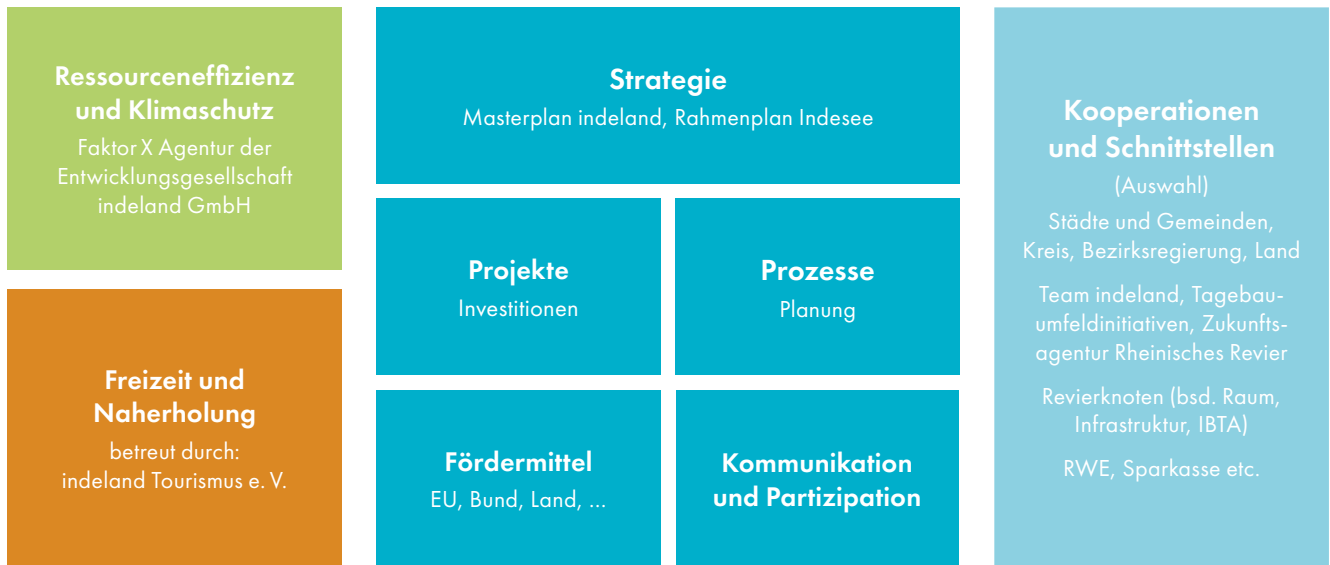 Ressourceneffizienz
und Klimaschutz
Faktor X Agentur der
Entwicklungsgesellschaft
indeland GmbH
Freizeit und
Naherholung
betreut durch:
indeland Tourismus e. V.
Strategie
Masterplan indeland, Rahmenplan Indesee
Projekte
Investitionen
Prozesse
Planung
Fördermittel
EU, Bund, Land, ...
Kommunikation
und Partizipation
Kooperationen
und Schnittstellen
(Auswahl)
Städte und Gemeinden,
Kreis, Bezirksregierung, Land
Team indeland, Tagebau-
umfeldinitiativen, Zukunfts-
agentur Rheinisches Revier
Revierknoten (bsd. Raum,
Infrastruktur, IBTA)
RWE, Sparkasse etc.